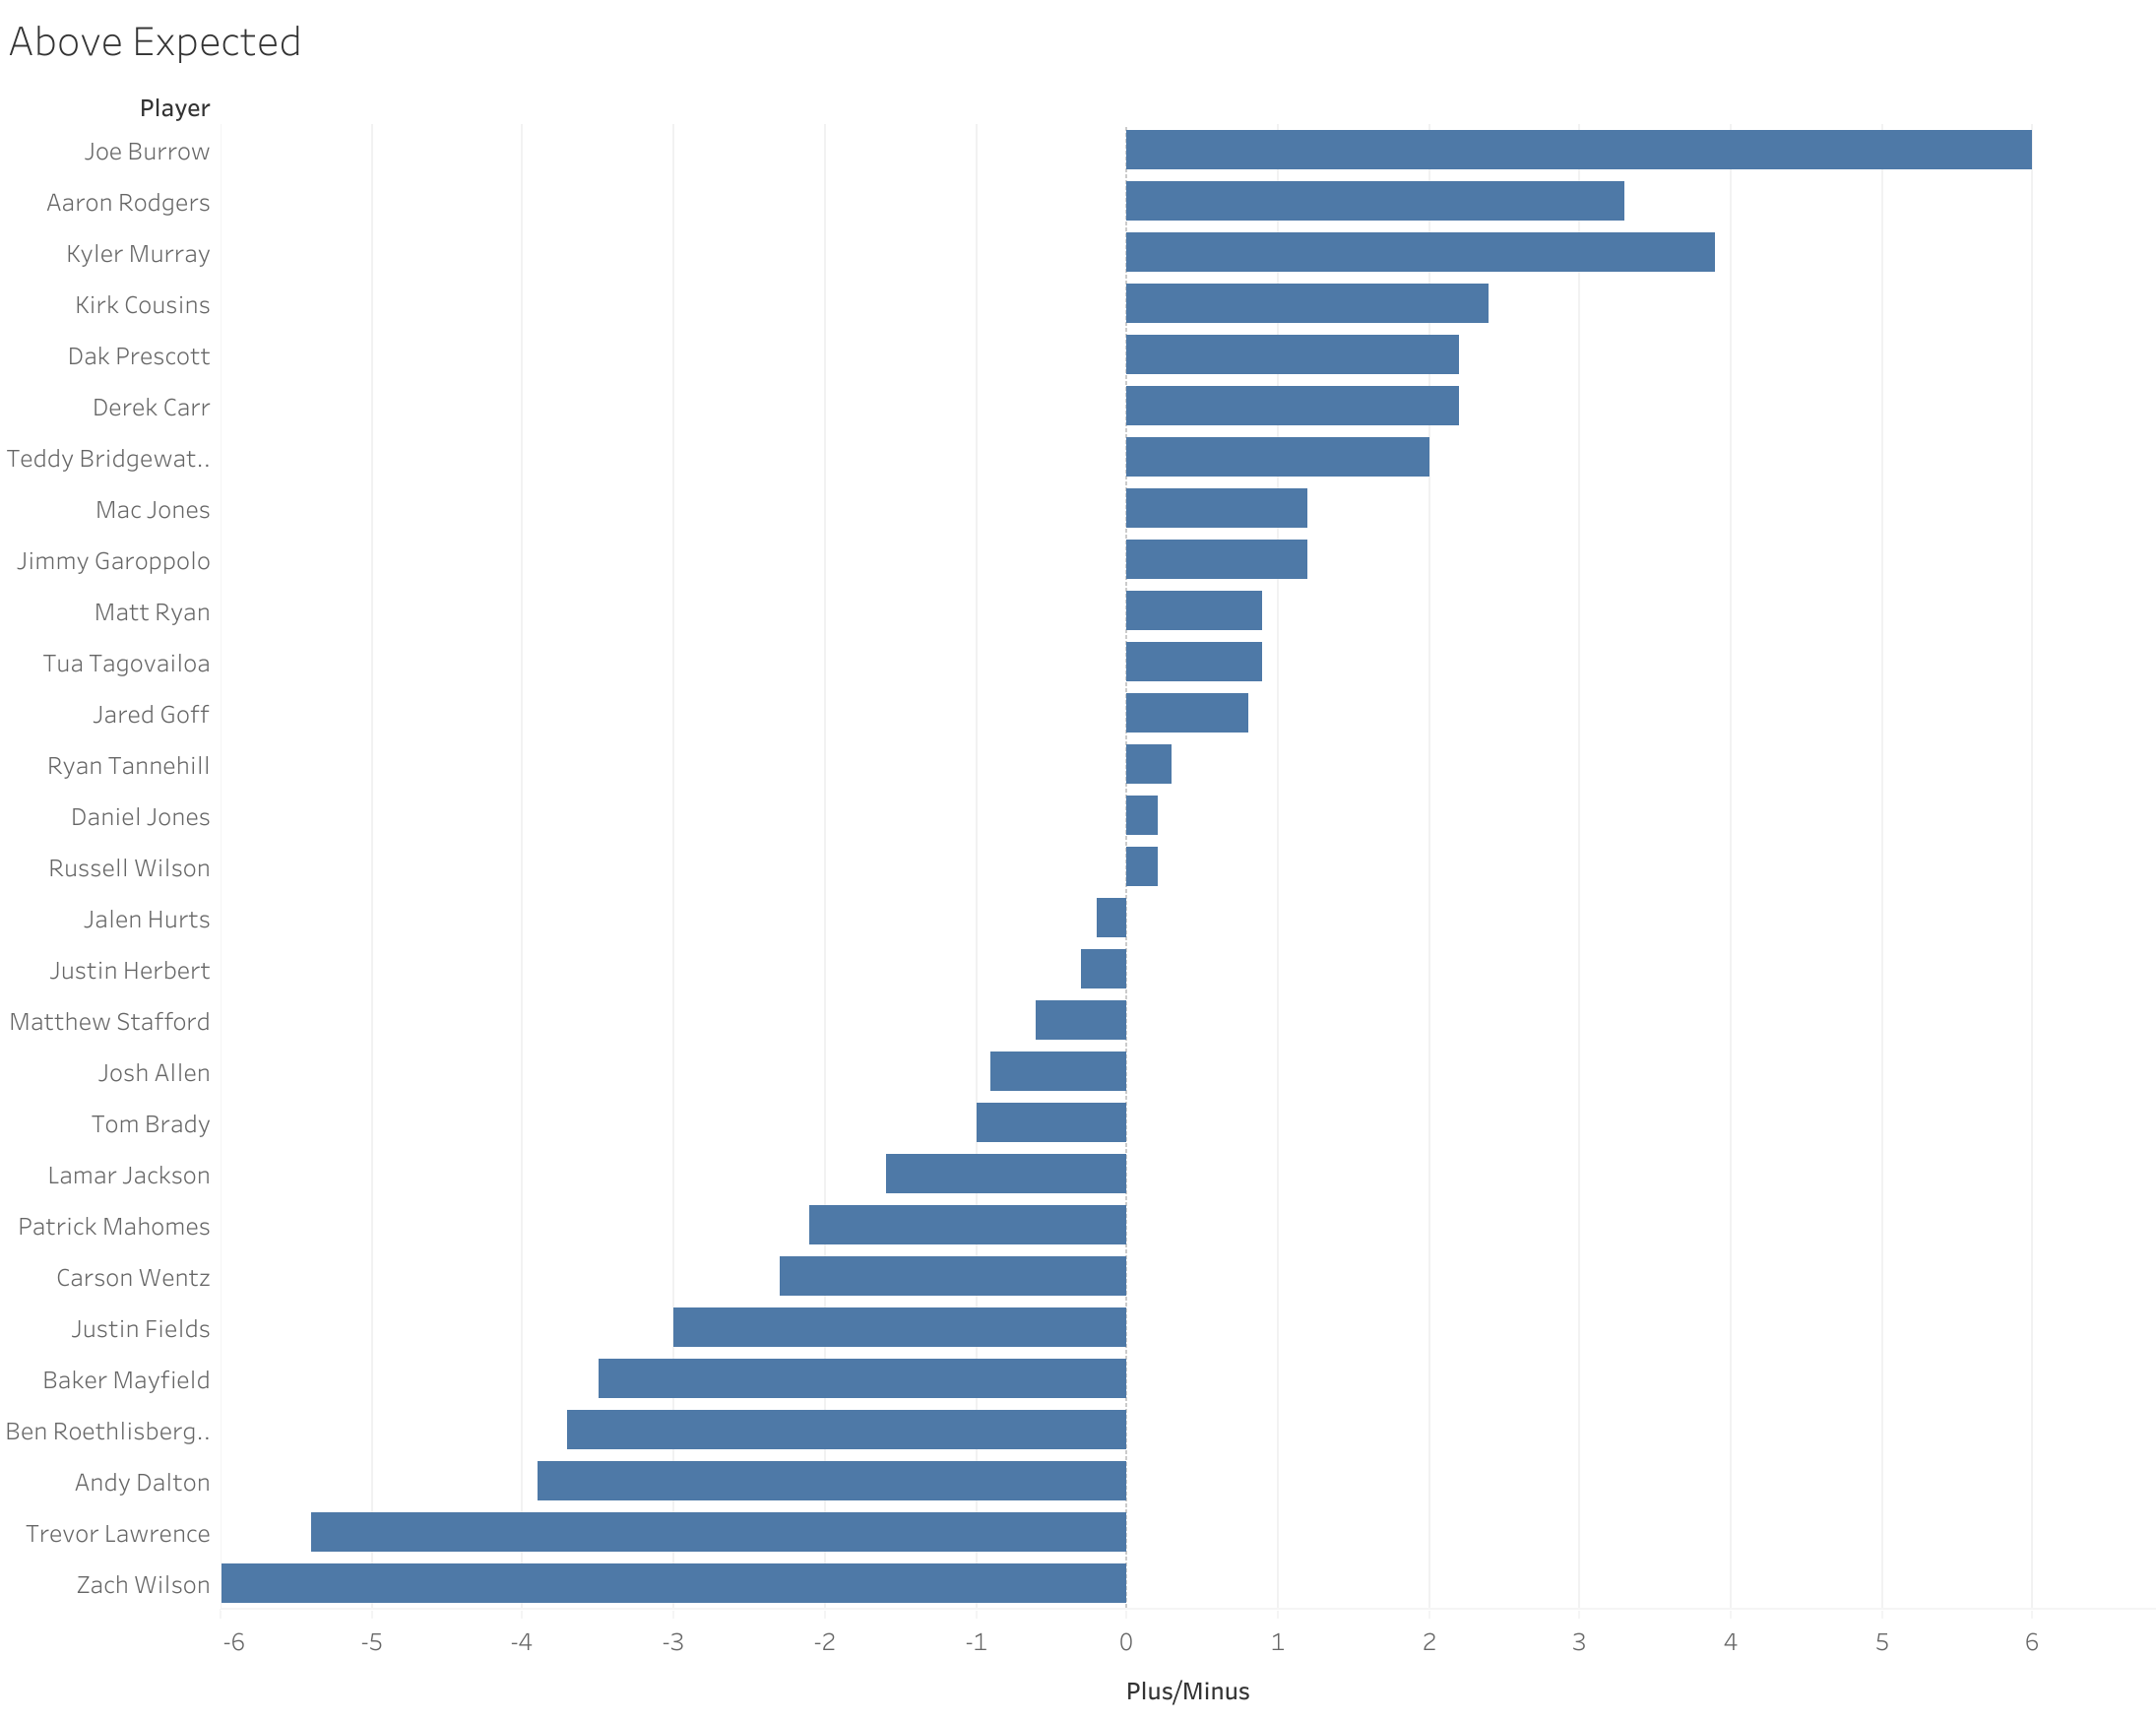 Above Expected
Player
Joe Burrow
Aaron Rodgers
Kyler Murray
Kirk Cousins
Dak Prescott
Derek Carr
Teddy Bridgewat..
Mac Jones
Jimmy Garoppolo
Matt Ryan
Tua Tagovailoa
Jared Goff
Ryan Tannehill
Daniel Jones
Russell Wilson
Jalen Hurts
Justin Herbert
Matthew Stafford
Josh Allen
Tom Brady
Lamar Jackson
Patrick Mahomes
Carson Wentz
Justin Fields
Baker Mayfield
Ben Roethlisberg..
Andy Dalton
Trevor Lawrence
Zach Wilson
-6 -5 -4 -3 -2 -1 0 1 2 3 4 5 6
Plus/Minus